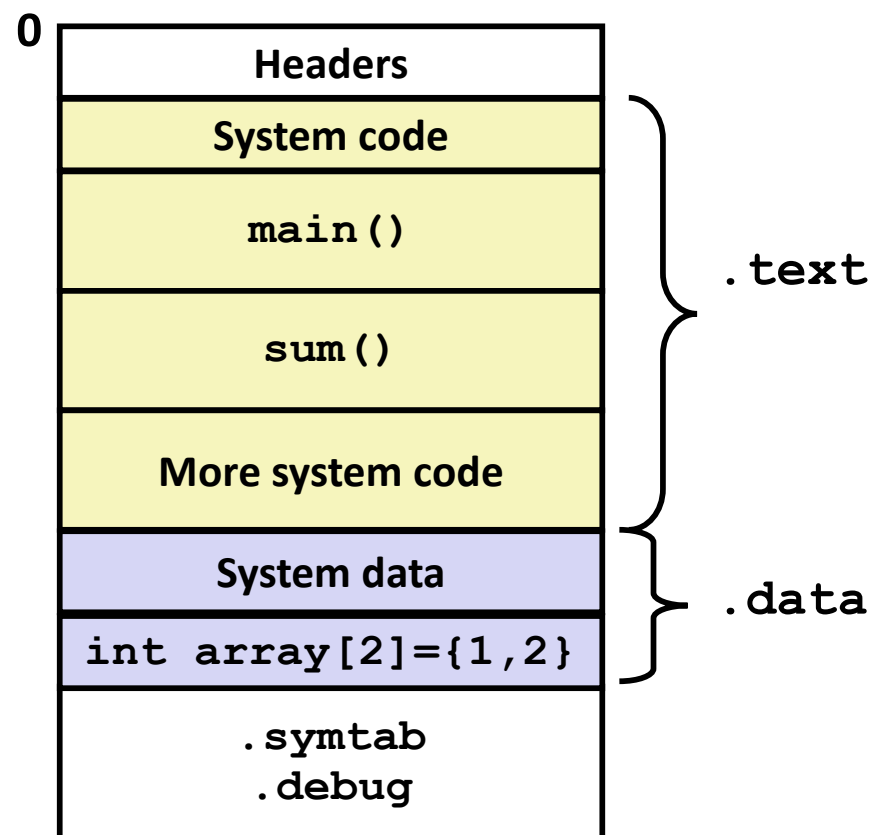 0
Headers
System code
main()
sum()
More system code
.text
System data
int array[2]={1,2}
.data
.symtab
.debug